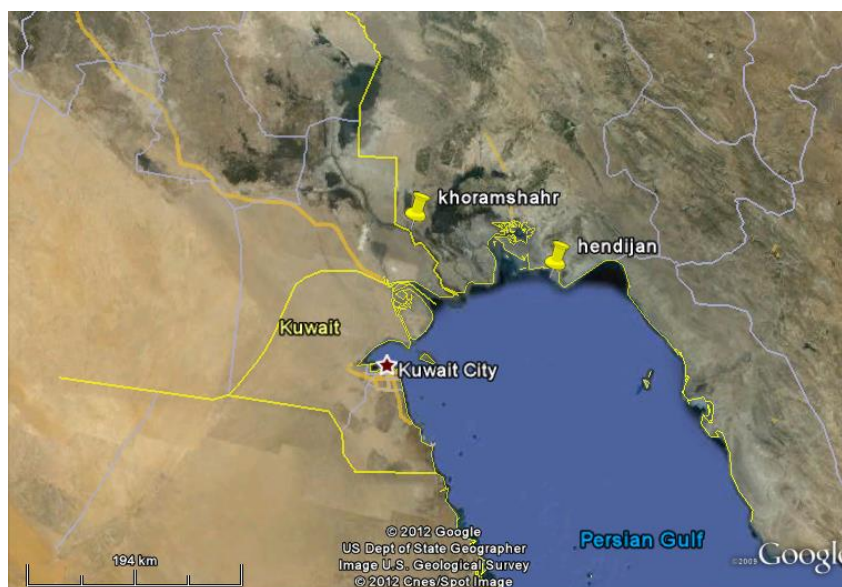 khoramshahr
hendijan
Kuwait
Kuwait City
Persian Gulf
194 km
© 2012 Google
US Dept of State Geographer
Image U.S. Geological Survey
© 2012 Cnes/Spot Image
©2009 Google